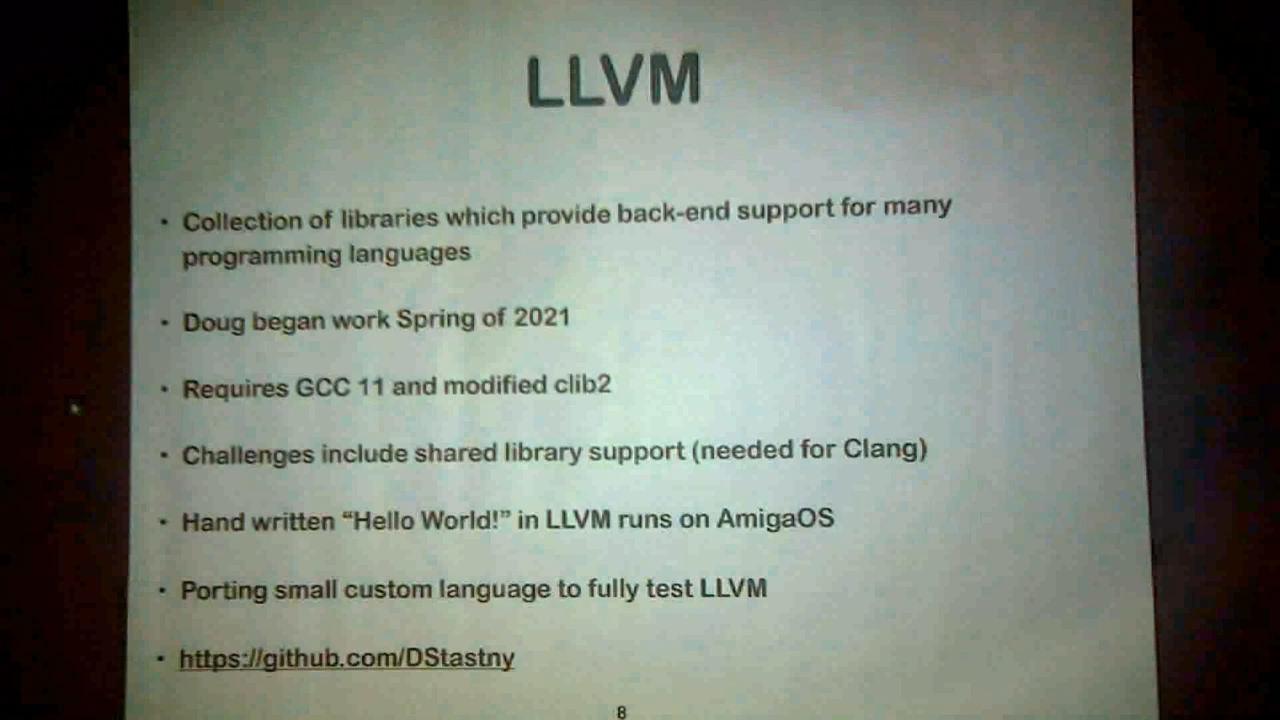 LLVM
• Collection of libraries which provide back-end support for many
programming languages
• Doug began work Spring of 2021
• Requires GCC 11 and modified clib2
• Challenges include shared library support (needed for Clang)
• Hand written “Hello World!” in LLVM runs on AmigaOS
• Porting small custom language to fully test LLVM
• https://github.com/DStastny
8